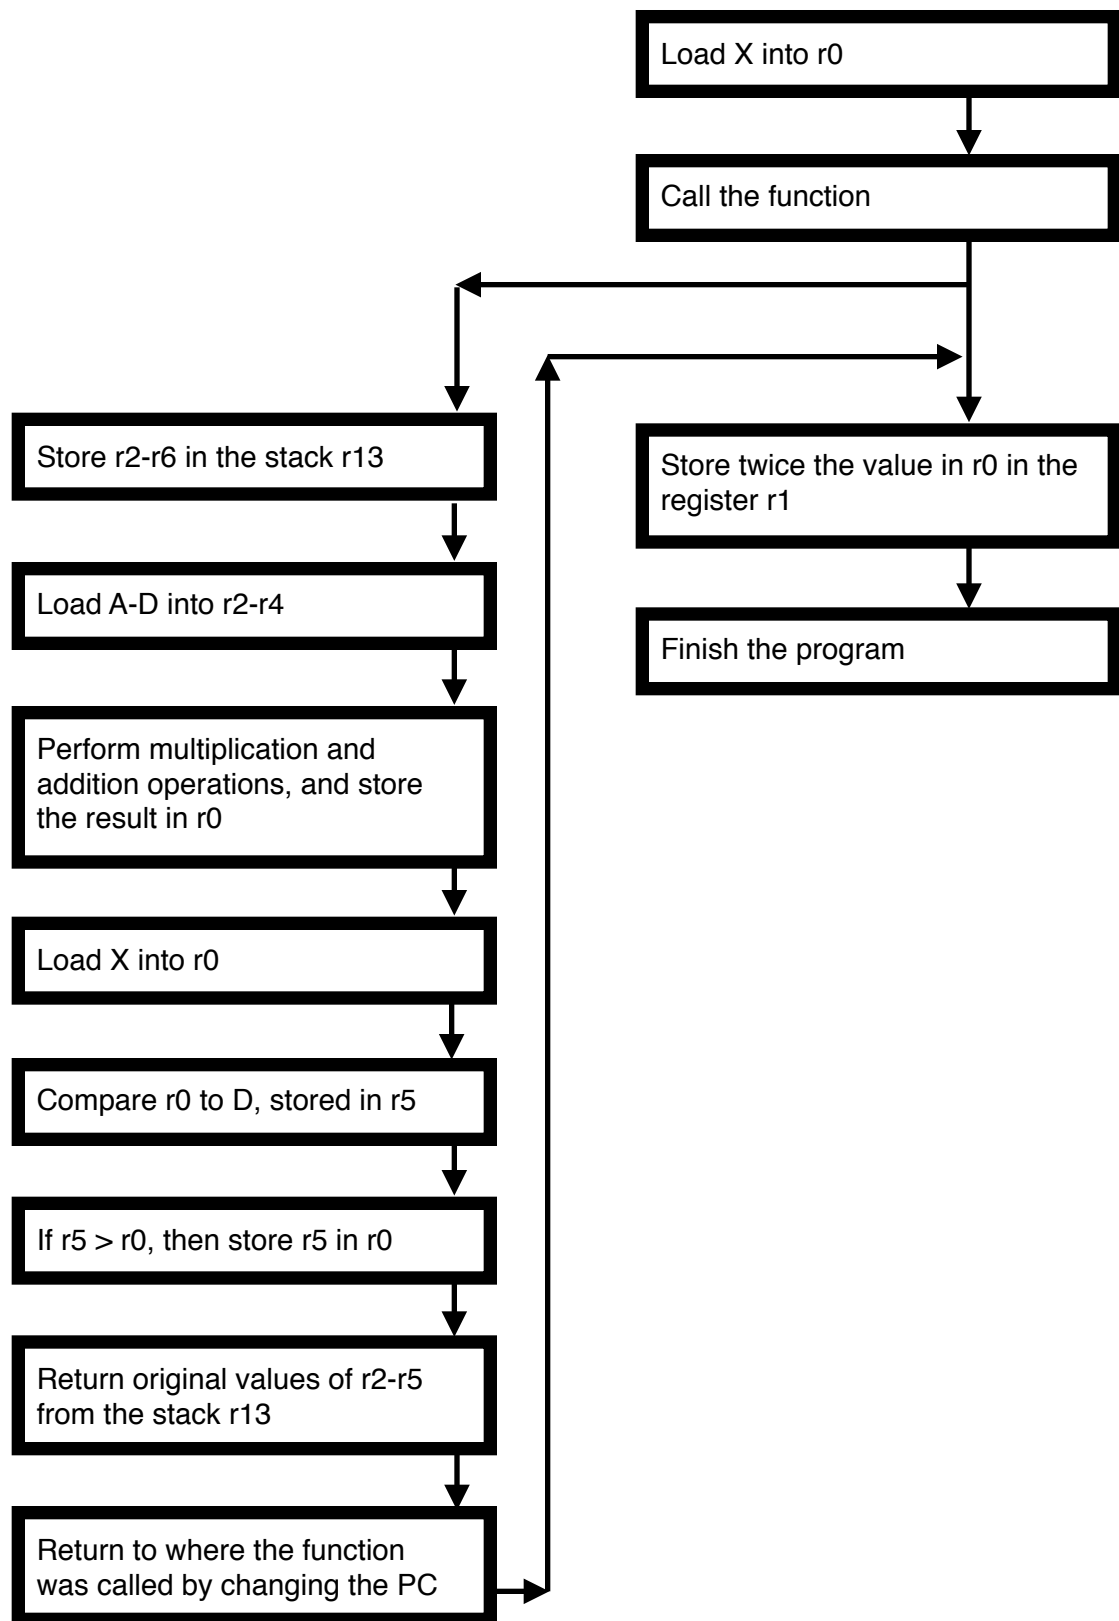 Load X into r0
Call the function
Store r2-r6 in the stack r13
Load A-D into r2-r4
Perform multiplication and
addition operations, and store
the result in r0
Load X into r0
Compare r0 to D, stored in r5
If r5 > r0, then store r5 in r0
Return original values of r2-r5
from the stack r13
Return to where the function
was called by changing the PC
Store twice the value in r0 in the
register r1
Finish the program